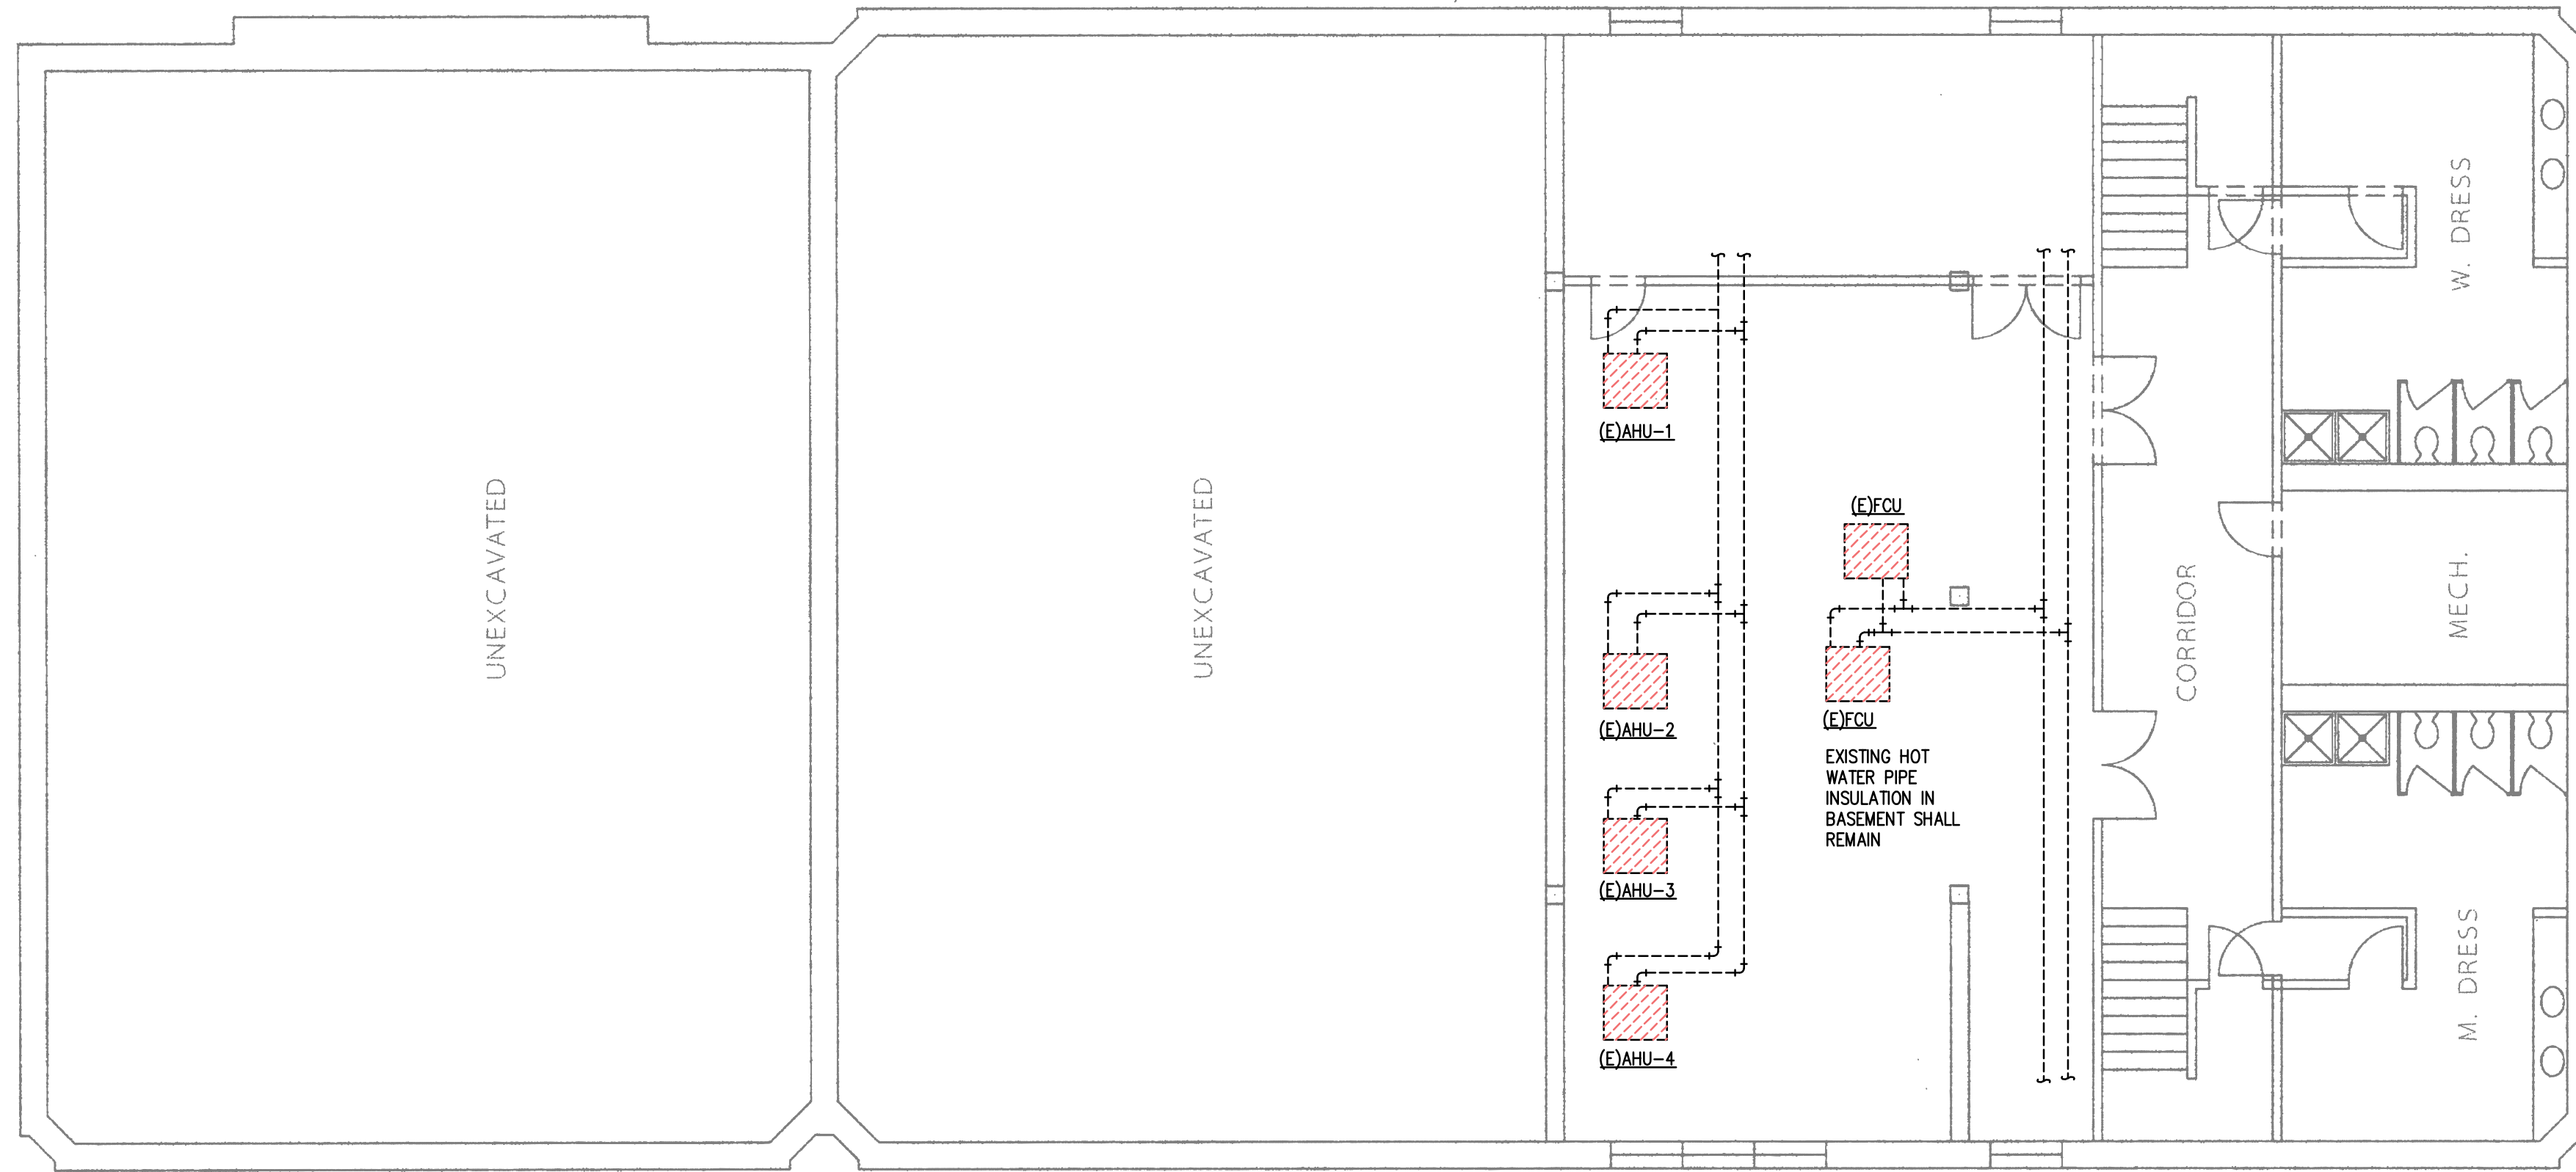 UNEXCAVATED
UNEXCAVATED
(E)AHU-1
(E)AHU-2
(E)AHU-3
(E)AHU-4
(E)FCU
(E)FCU
EXISTING HOT
WATER PIPE
INSULATION IN
BASEMENT SHALL
REMAIN
CORRIDOR
W. DRESS
MECH.
M. DRESS